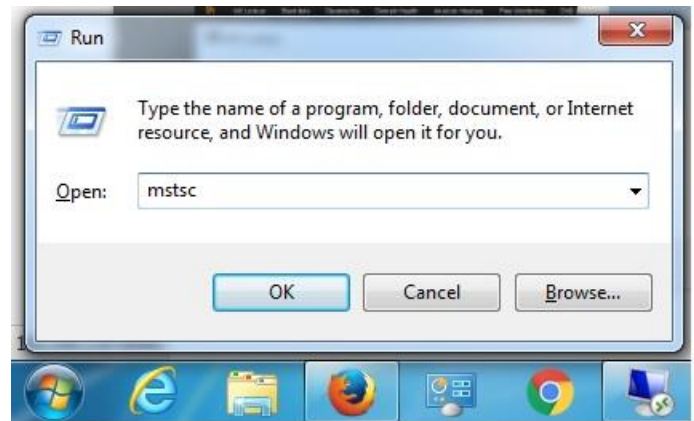 Run
Type the name of a program, folder, document, or Internet
resource, and Windows will open it for you.
Open: mstsc
OK Cancel Browse...
1